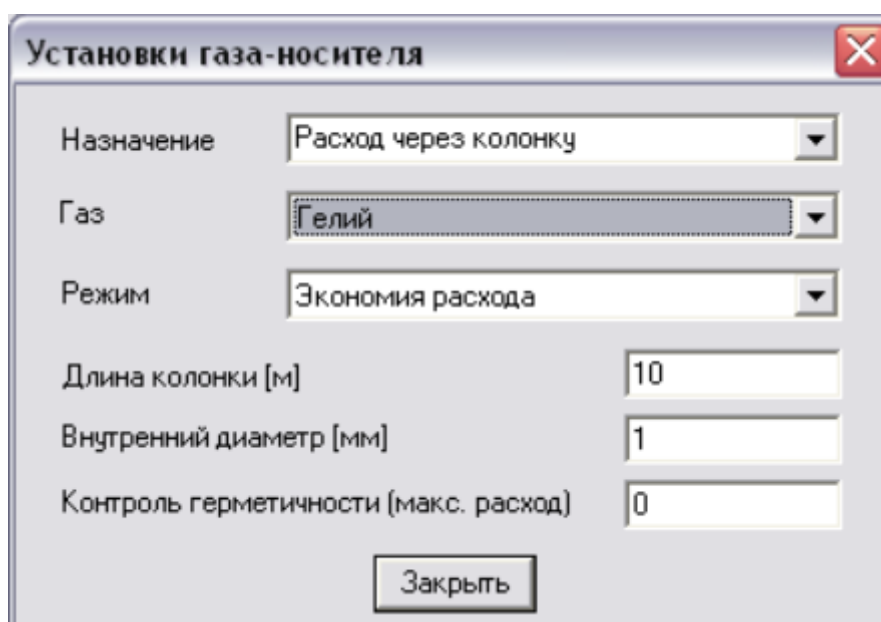 Установки газа-носителя
Назначение Расход через колонку
Газ Гелий
Режим Экономия расхода
Длина колонки [м] 10
Внутренний диаметр [мм] 1
Контроль герметичности (макс. расход) 0
Закрыть